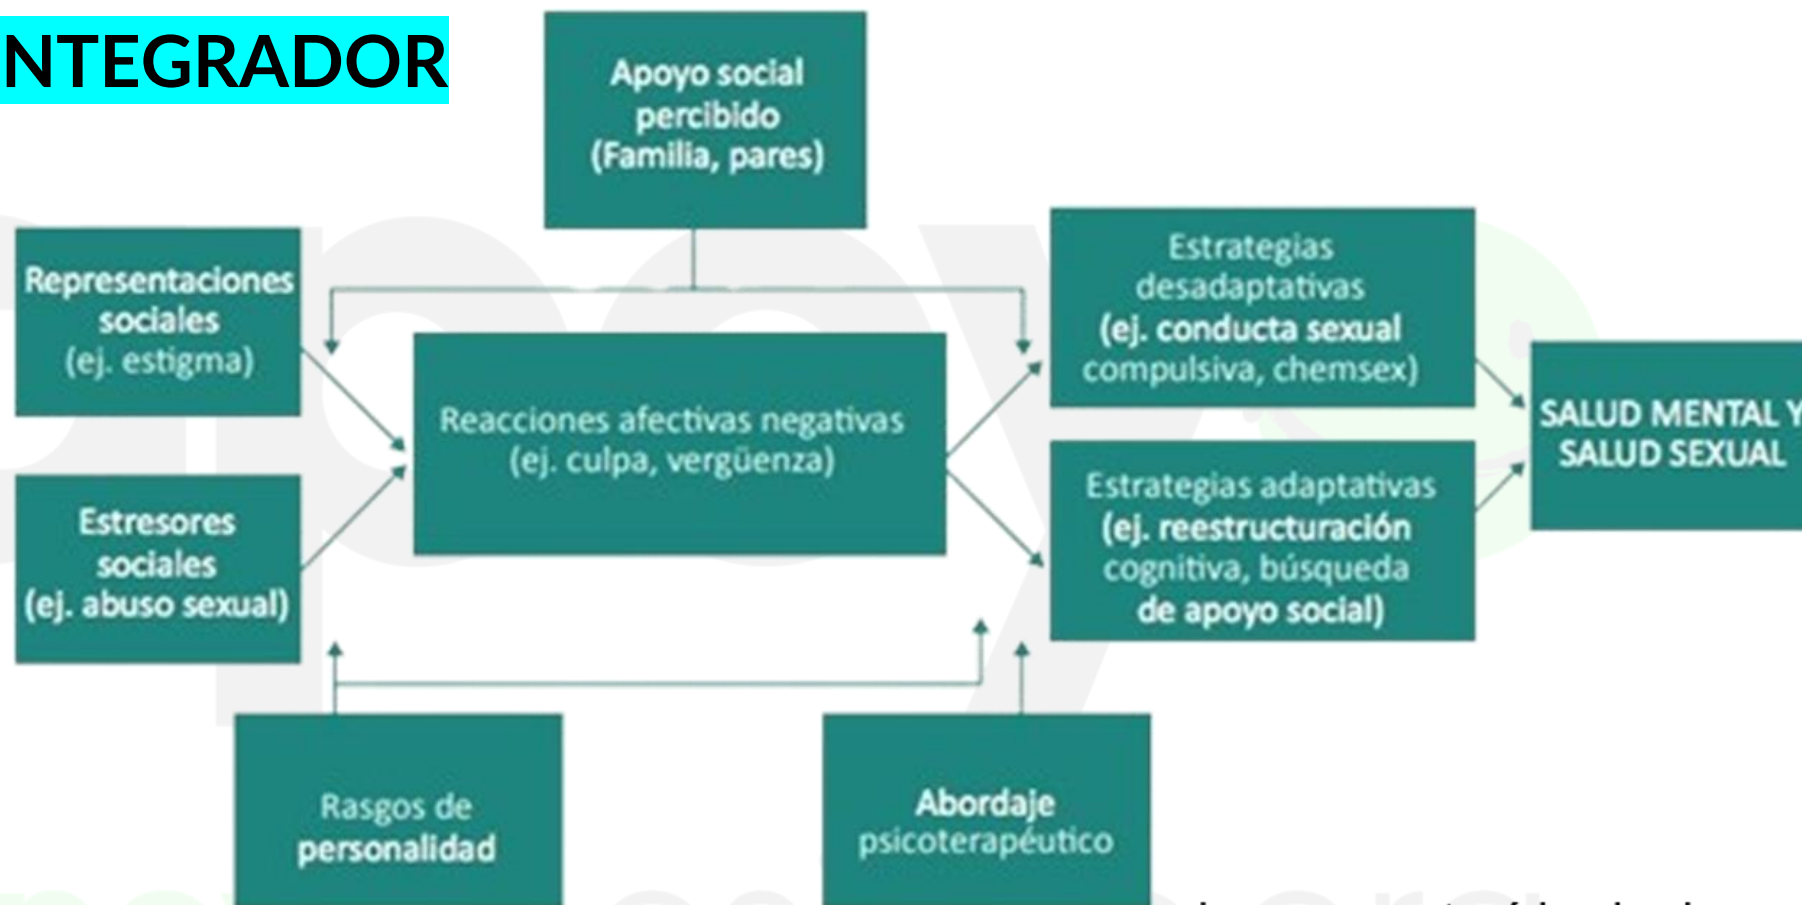 NTEGRADOR
Apoyo social
percibido
(Familia, pares)
Representaciones
sociales
(ej. estigma)
Estresores
sociales
(ej. abuso sexual)
Reacciones afectivas negativas
(ej. culpa, vergüenza)
Estrategias
desadaptativas
(ej. conducta sexual
compulsiva, chemsex)
Estrategias adaptativas
(ej. reestructuración
cognitiva, búsqueda
de apoyo social)
SALUD MENTAL Y
SALUD SEXUAL
Rasgos de
personalidad
Abordaje
psicoterapéutico